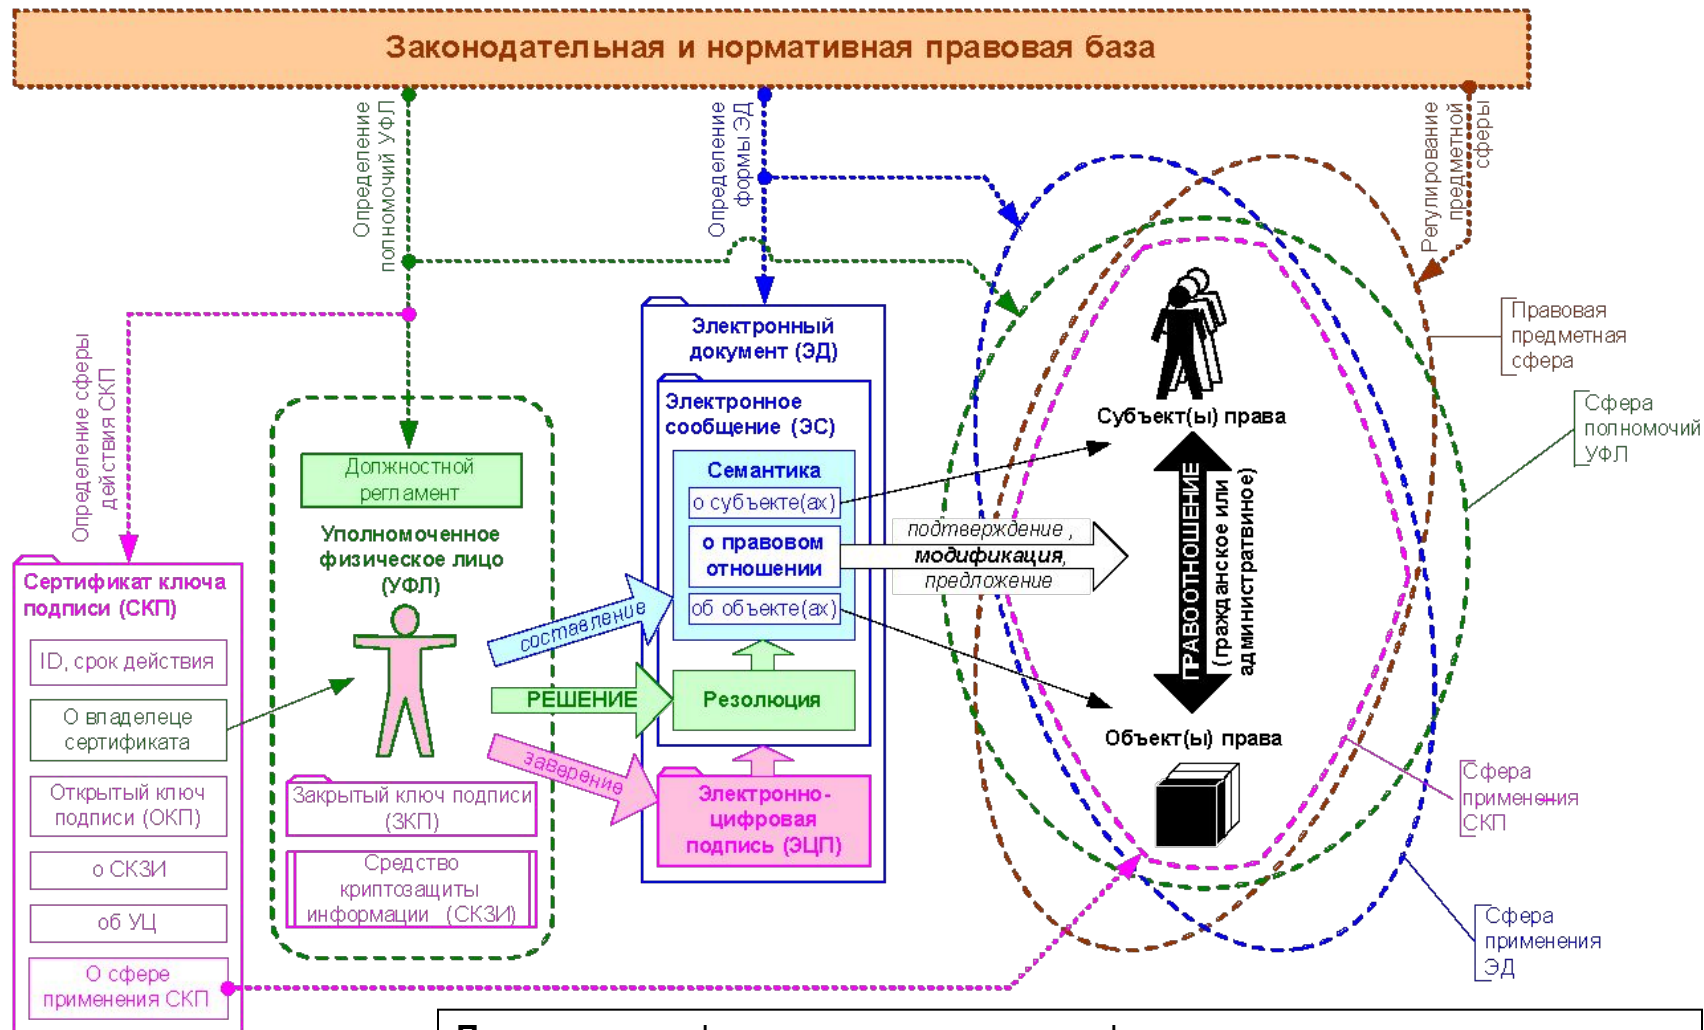 Законодательная и нормативная правовая база
Определение
полномочий УФЛ
Определение
формы ЭД
Регулирование
предметной
сферы
Определение сферы
действия СКП
Должностной
регламент
Уполномоченное
физическое лицо
(УФЛ)
Закрытый ключ подписи
(ЗКП)
Средство
криптозащиты
информации (СКЗИ)
Сертификат ключа
подписи (СКП)
ID, срок действия
О владелеце
сертификата
Открытый ключ
подписи (ОКП)
о СКЗИ
об УЦ
О сфере
применения СКП
составление
РЕШЕНИЕ
заверение
Электронный
документ (ЭД)
Электронное
сообщение (ЭС)
Семантика
о субъекте(ах)
о правовом
отношении
об объекте(ах)
Резолюция
Электронно-
цифровая
подпись (ЭЦП)
подтверждение ,
модификация,
предложение
Субъект(ы) права
ПРАВООТНОШЕНИЕ
(гражданское или
административное)
Объект(ы) права
Правовая
предметная
сфера
Сфера
полномочий
УФЛ
Сфера
применения
СКП
Сфера
применения
ЭД